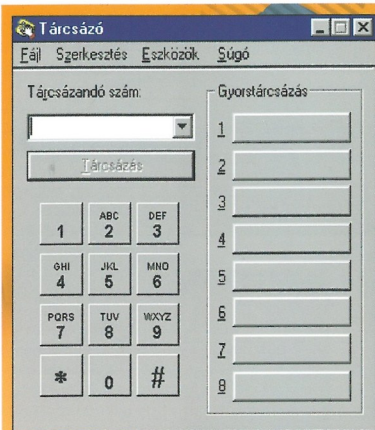 Tárcsázó
Fájl Szerkesztés Eszközök Súgó
Tárcsázandó szám:
Tárcsázás
1
ABC
2
DEF
3
GHI
4
JKL
5
MNO
6
PQRS
7
TUV
8
WXYZ
9
*
0
#
Gyorstárcsázás
1
2
3
4
5
6
7
8